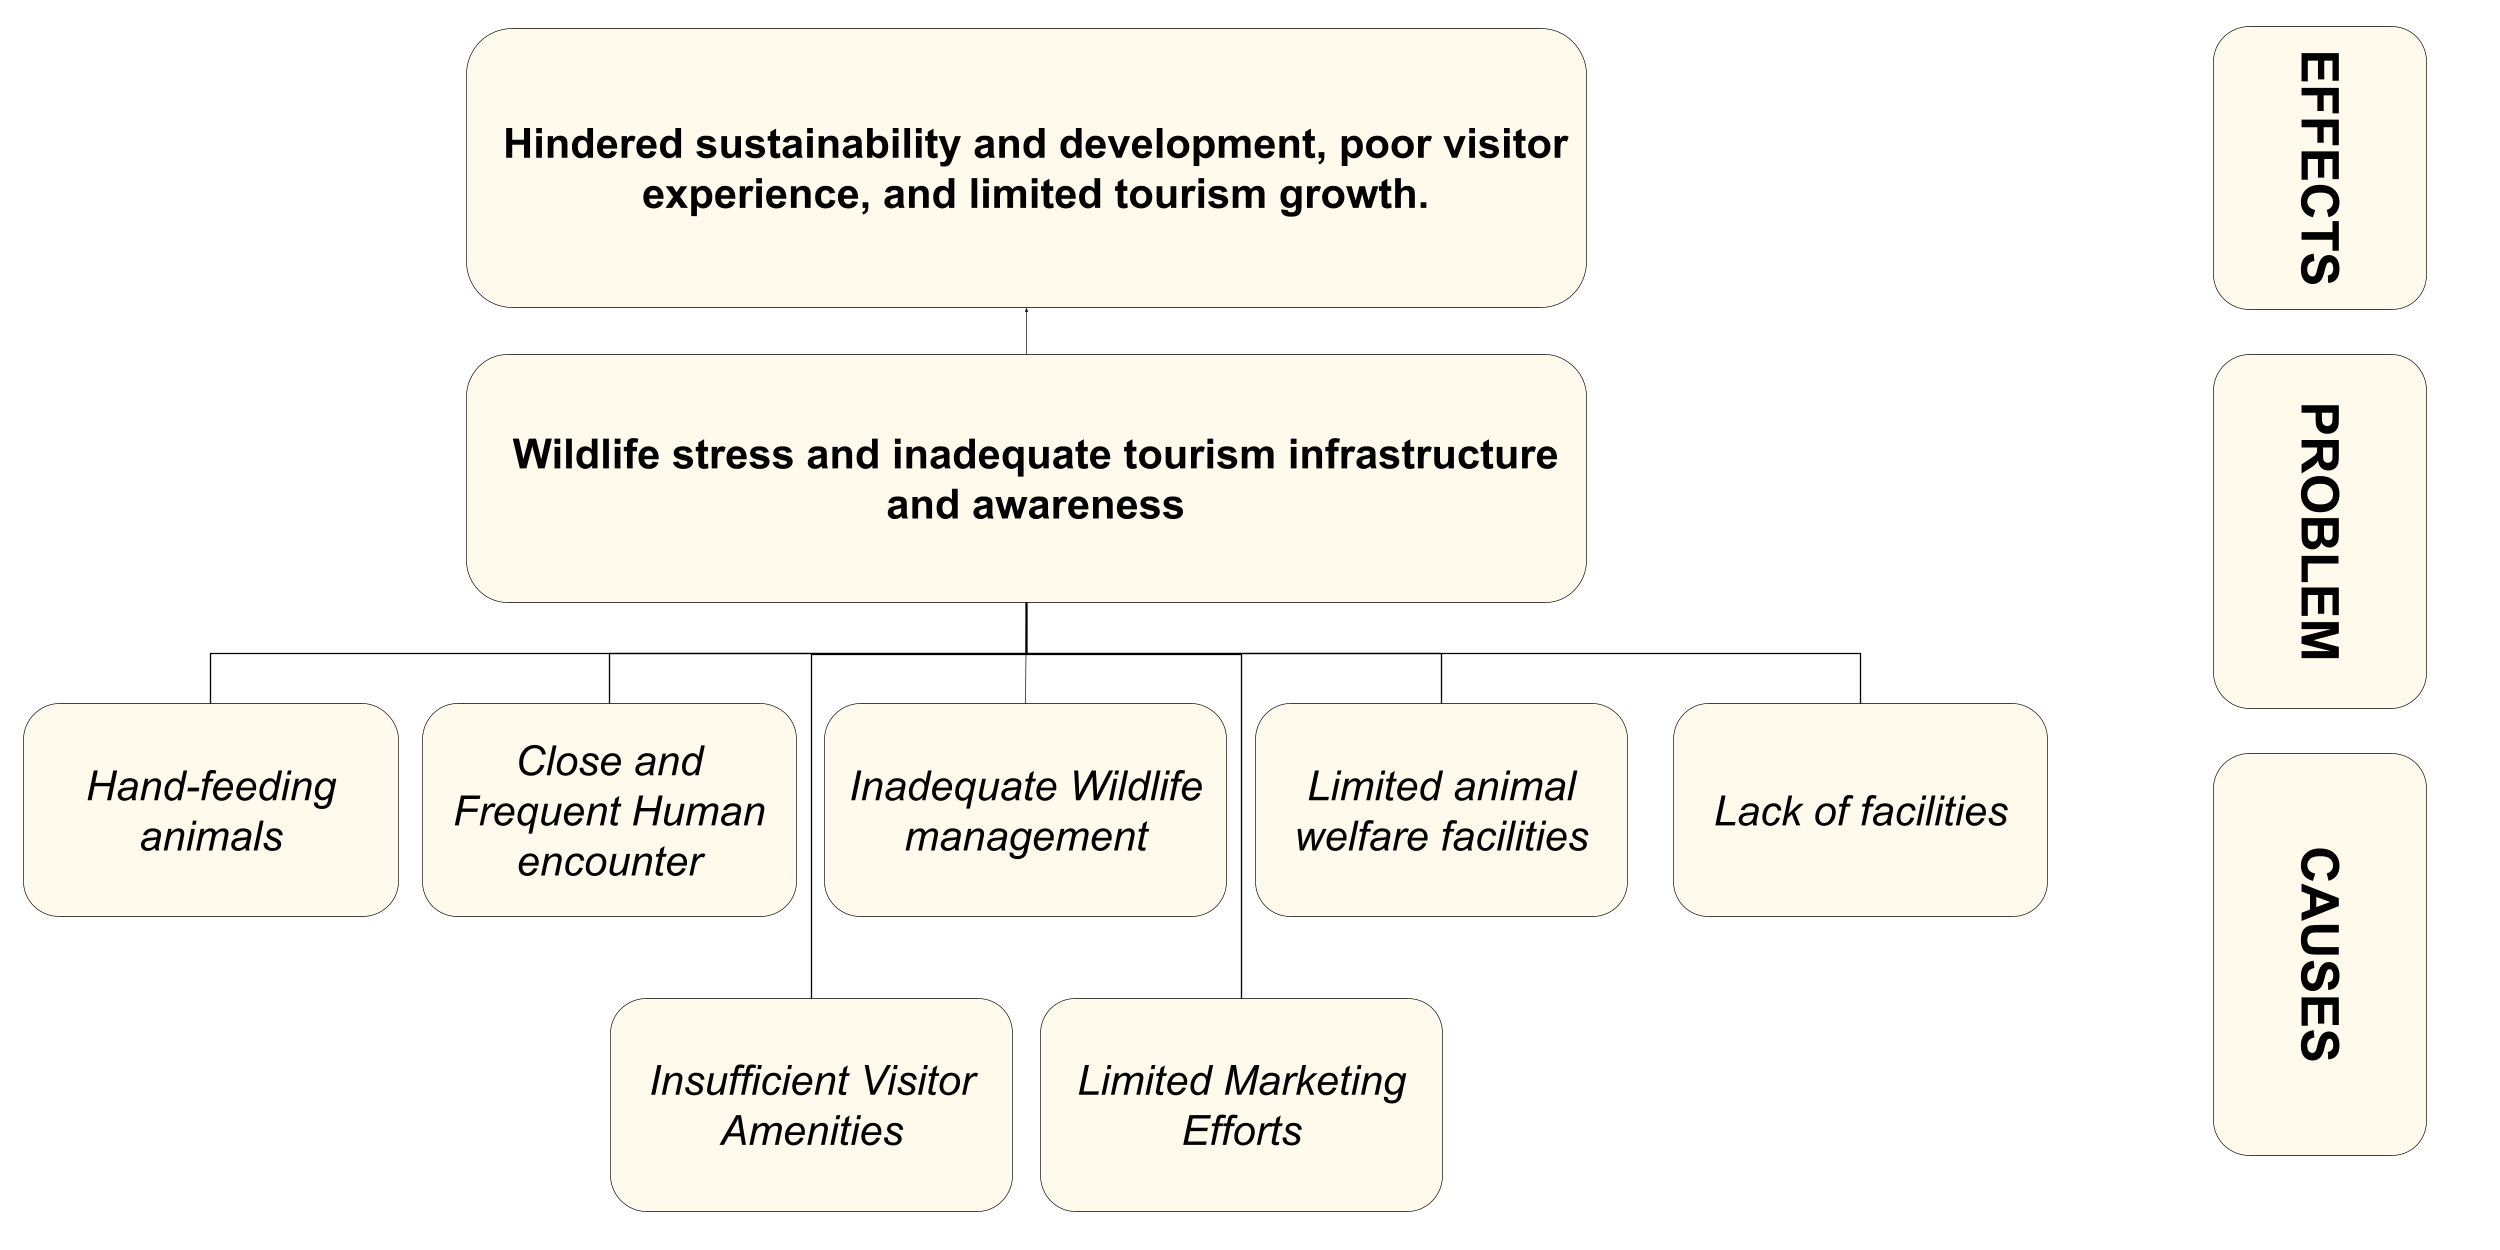 Hindered sustainability and development, poor visitor
experience, and limited tourism growth.
EFFECTS
Wildlife stress and inadequate tourism infrastructure
and awareness
PROBLEM
Hand-feeding
animals
Close and
Frequent Human
encounter
Inadequate Wildlife
management
Limited animal
welfare facilities
Lack of facilities
CAUSES
Insufficient Visitor
Amenities
Limited Marketing
Efforts